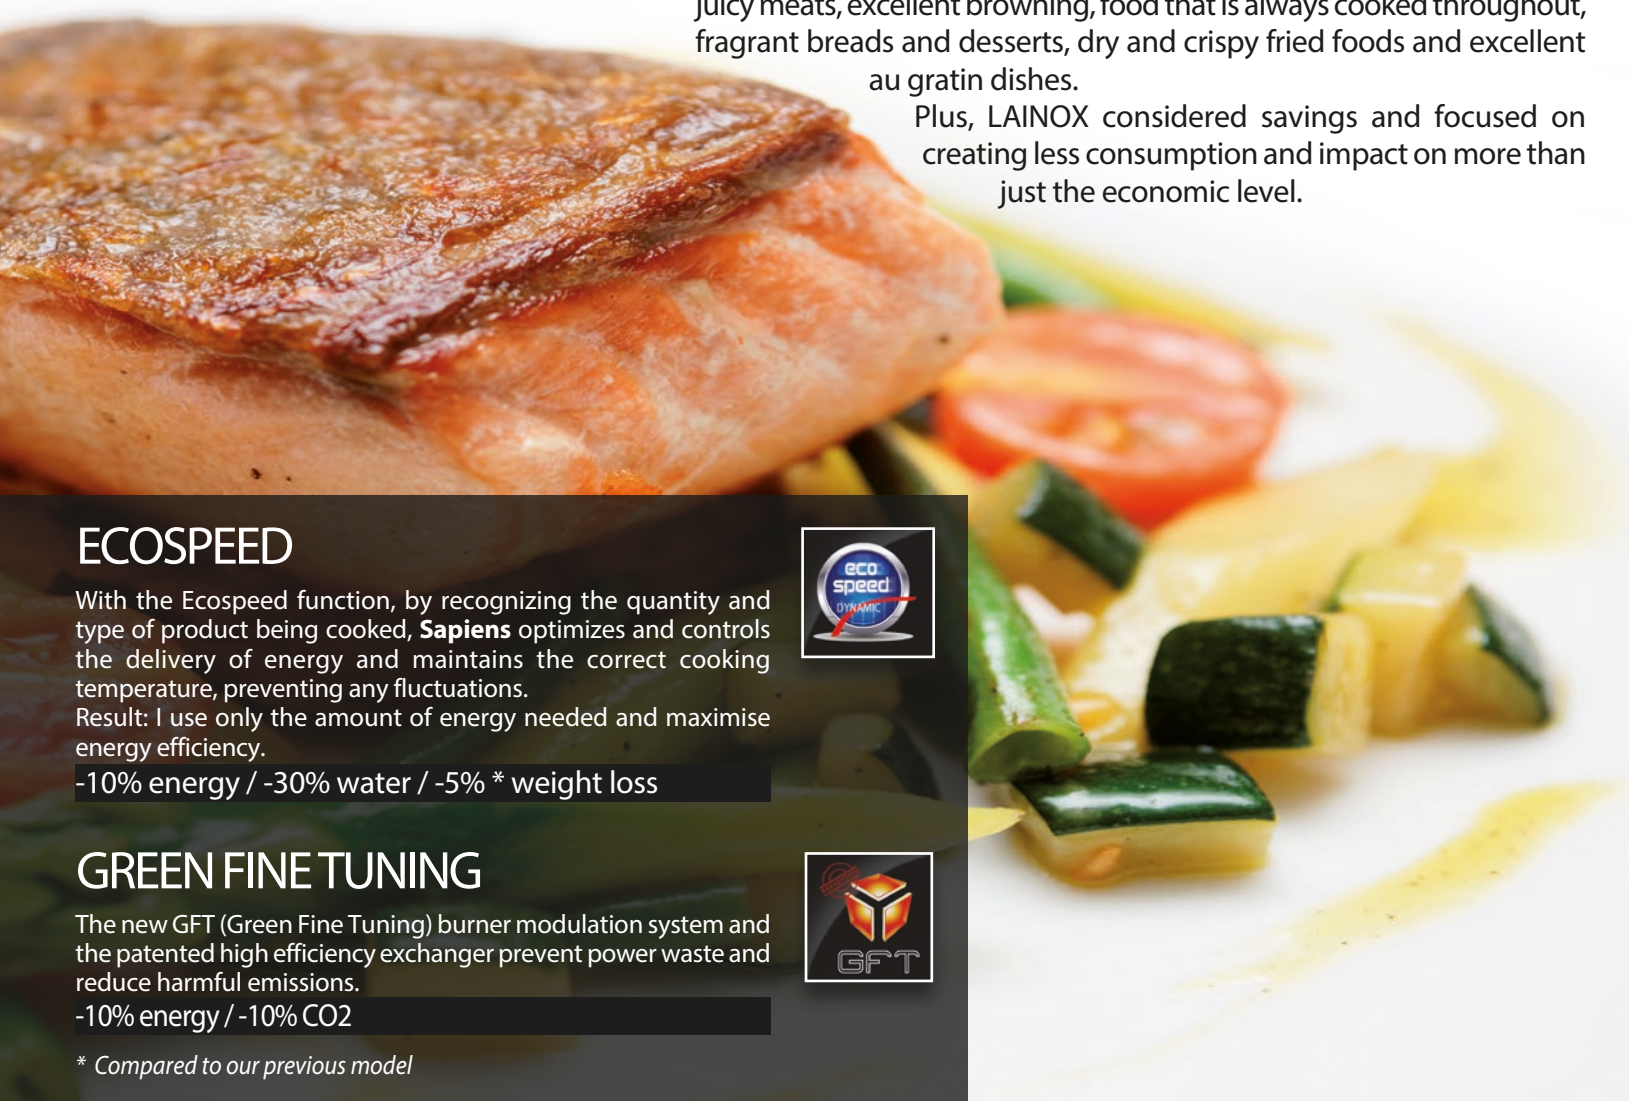 juicy meats, excellent browning, food that is always cooked throughout,
fragrant breads and desserts, dry and crispy fried foods and excellent
au gratin dishes.
Plus, LAINOX considered savings and focused on
creating less consumption and impact on more than
just the economic level.
ECOSPEED
With the Ecospeed function, by recognizing the quantity and
type of product being cooked, Sapiens optimizes and controls
the delivery of energy and maintains the correct cooking
temperature, preventing any fluctuations.
Result: I use only the amount of energy needed and maximise
energy efficiency.
-10% energy / -30% water / -5% * weight loss
eco
speed
DYNAMIC
GREEN FINE TUNING
The new GFT (Green Fine Tuning) burner modulation system and
the patented high efficiency exchanger prevent power waste and
reduce harmful emissions.
-10% energy / -10% CO2
GFT
* Compared to our previous model